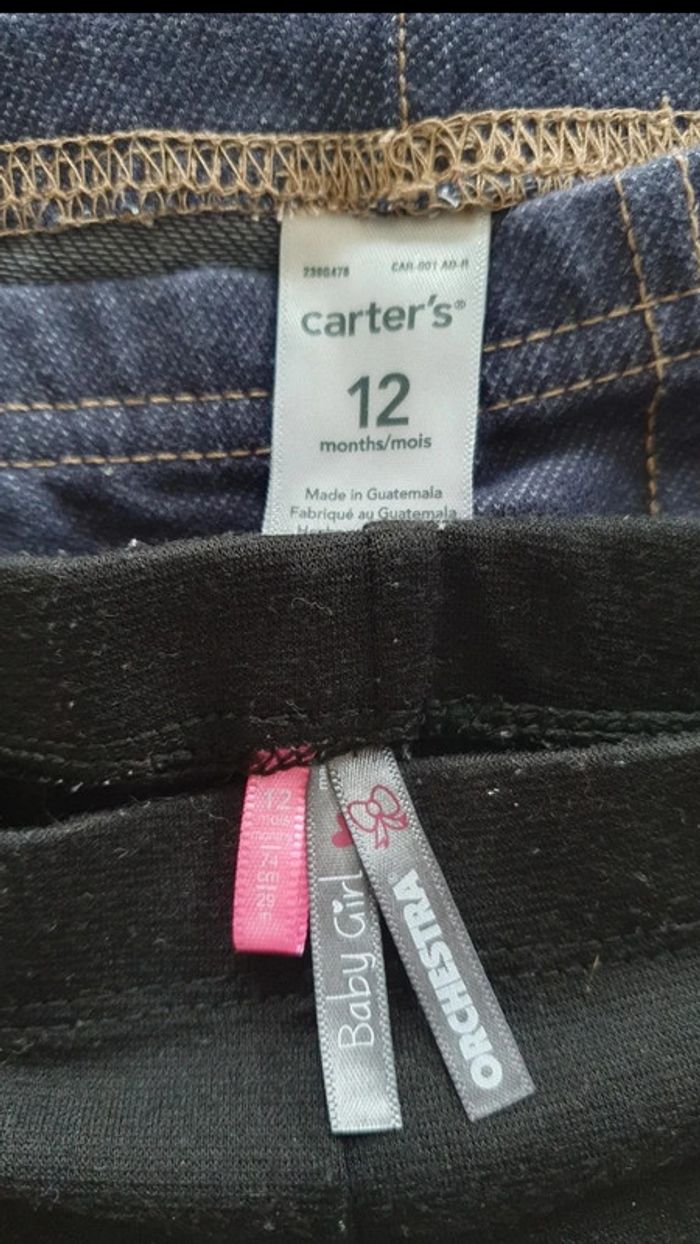 2380478 CAR-001 AD-R
carter's®
12
months/mois
Made in Guatemala
Fabriqué au Guatemala
12
mois
months
74
cm
29
Baby Girl
ORCHESTRA